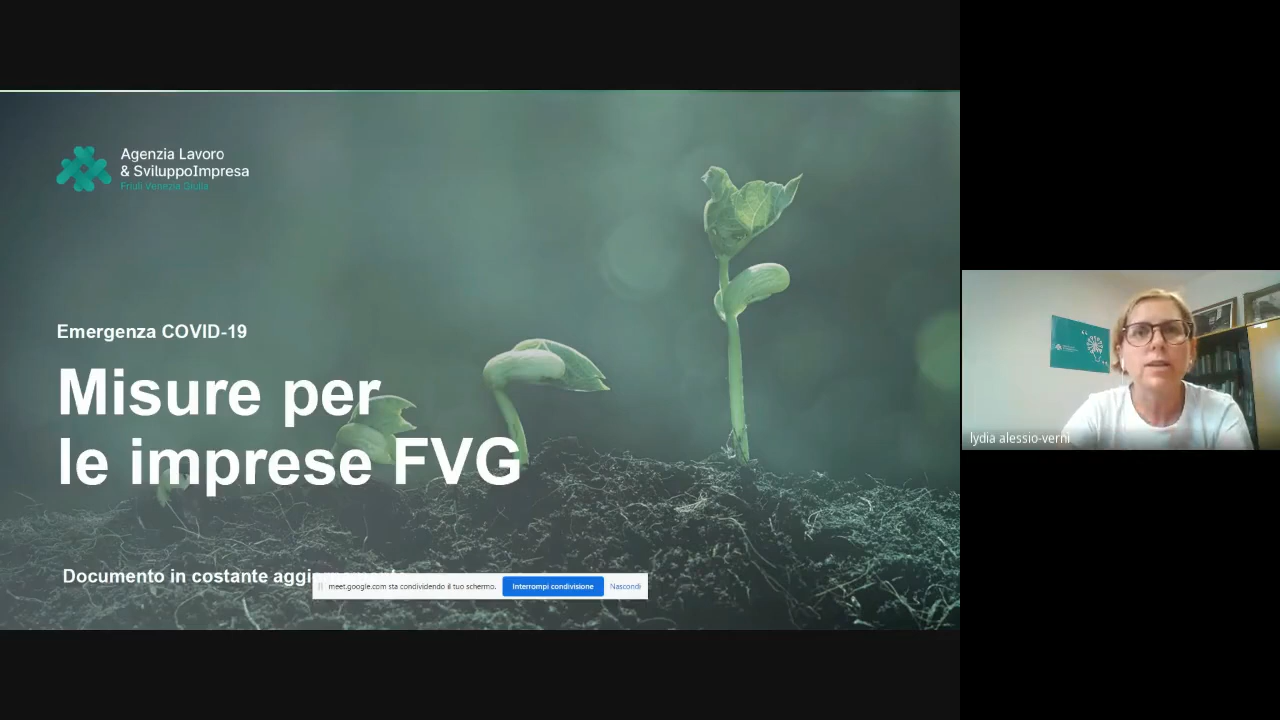 Agenzia Lavoro
& SviluppoImpresa
Friuli Venezia Giulia
Emergenza COVID-19
Misure per
le imprese FVG
Documento in costante
meet.google.com sta condividendo il tuo schermo.
Interrompi condivisione
Nascondi
lydia alessio-vernì